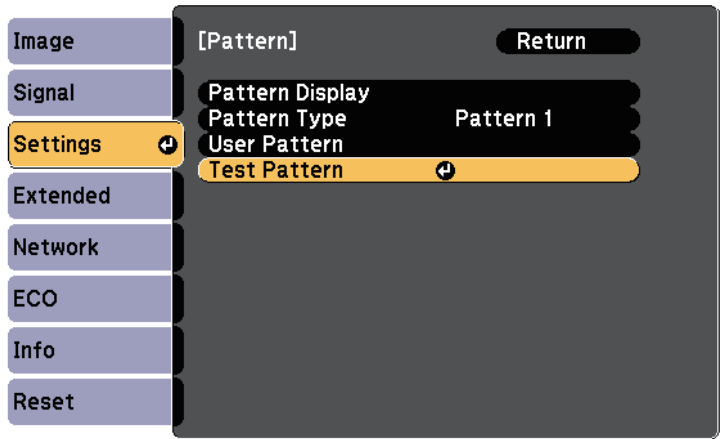 Image
Signal
Settings
Extended
Network
ECO
Info
Reset
[Pattern] Return
Pattern Display
Pattern Type Pattern 1
User Pattern
Test Pattern